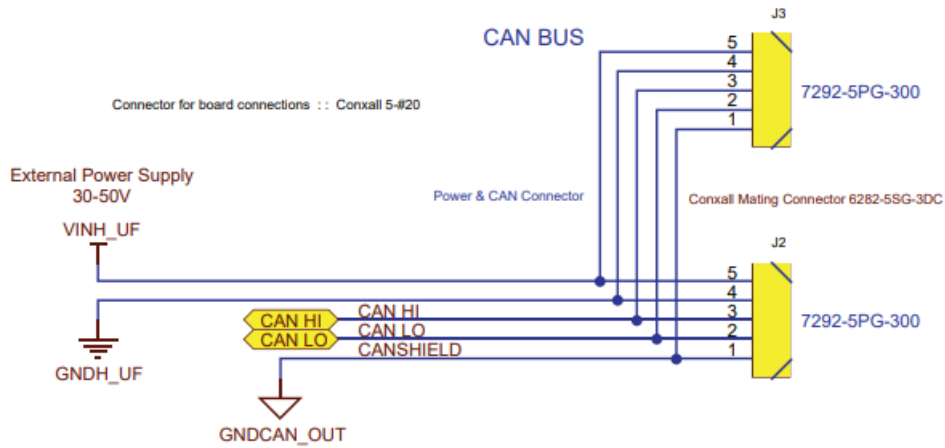 J3
CAN BUS
5
4
3
2
1
7292-5PG-300
Connector for board connections : : Conxall 5-#20
External Power Supply
30-50V
VINH_UF
Power & CAN Connector
Conxall Mating Connector 6282-5SG-3DC
J2
5
4
3
2
1
7292-5PG-300
CAN HI
CAN HI
CAN LO
CAN LO
CANSHIELD
GNDH_UF
GNDCAN_OUT